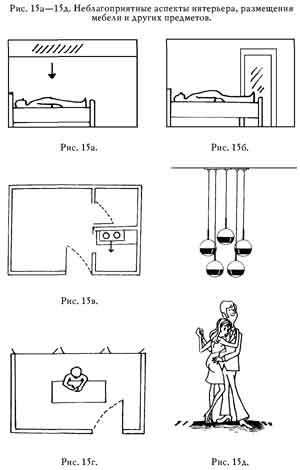 Рис. 15а—15д. Неблагоприятные аспекты интерьера, размещения
мебели и других предметов.
Рис. 15а.
Рис. 15б.
Рис. 15в.
Рис. 15г.
Рис. 15д.